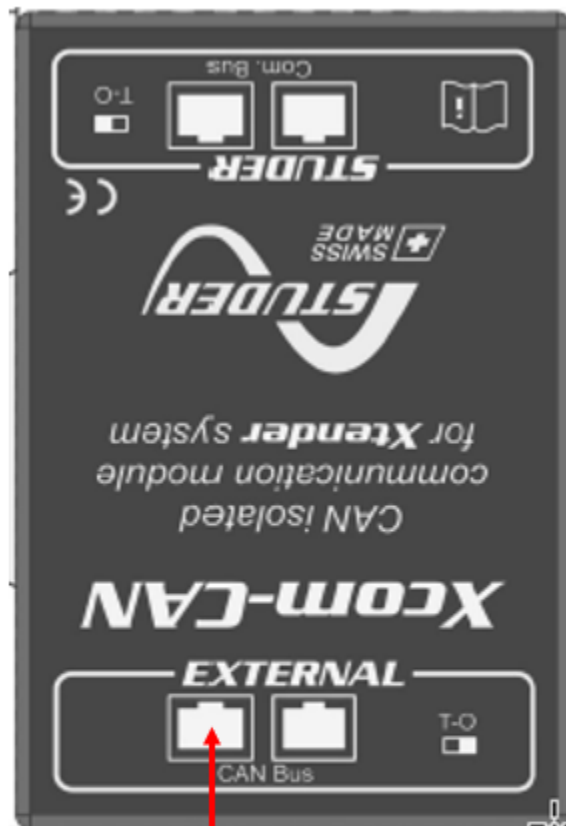 Com. Bus
T-O
STUDER
CE
SWISS
MADE
STUDER
CAN isolated
communication module
for Xtender system
Xcom-CAN
EXTERNAL
T-O
CAN Bus